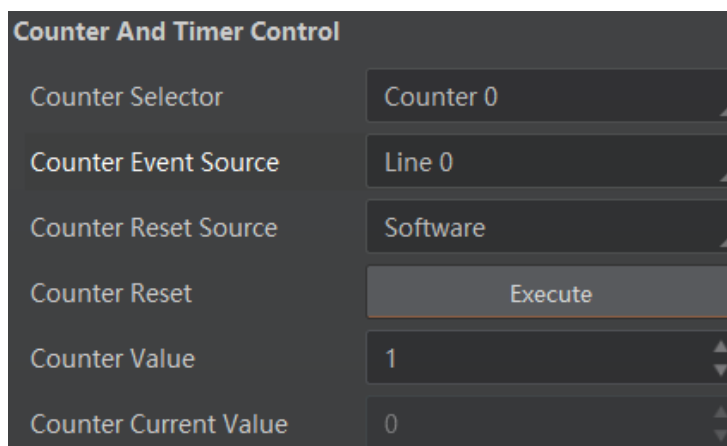 Counter And Timer Control
Counter Selector Counter 0
Counter Event Source Line 0
Counter Reset Source Software
Counter Reset Execute
Counter Value 1
Counter Current Value 0